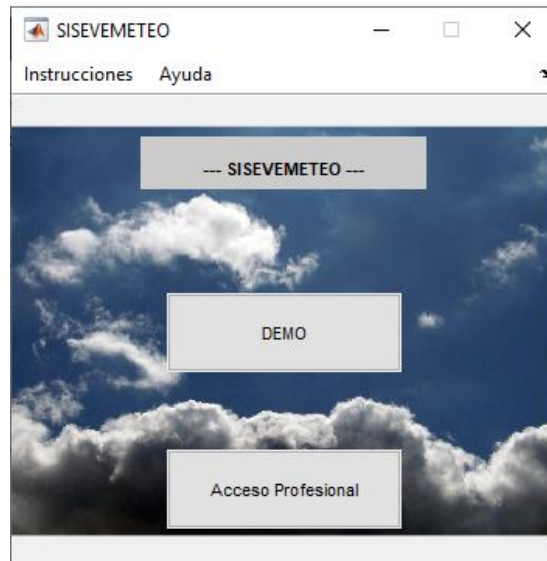 SISEVEMETEO
Instrucciones Ayuda
--- SISEVEMETEO ---
DEMO
Acceso Profesional